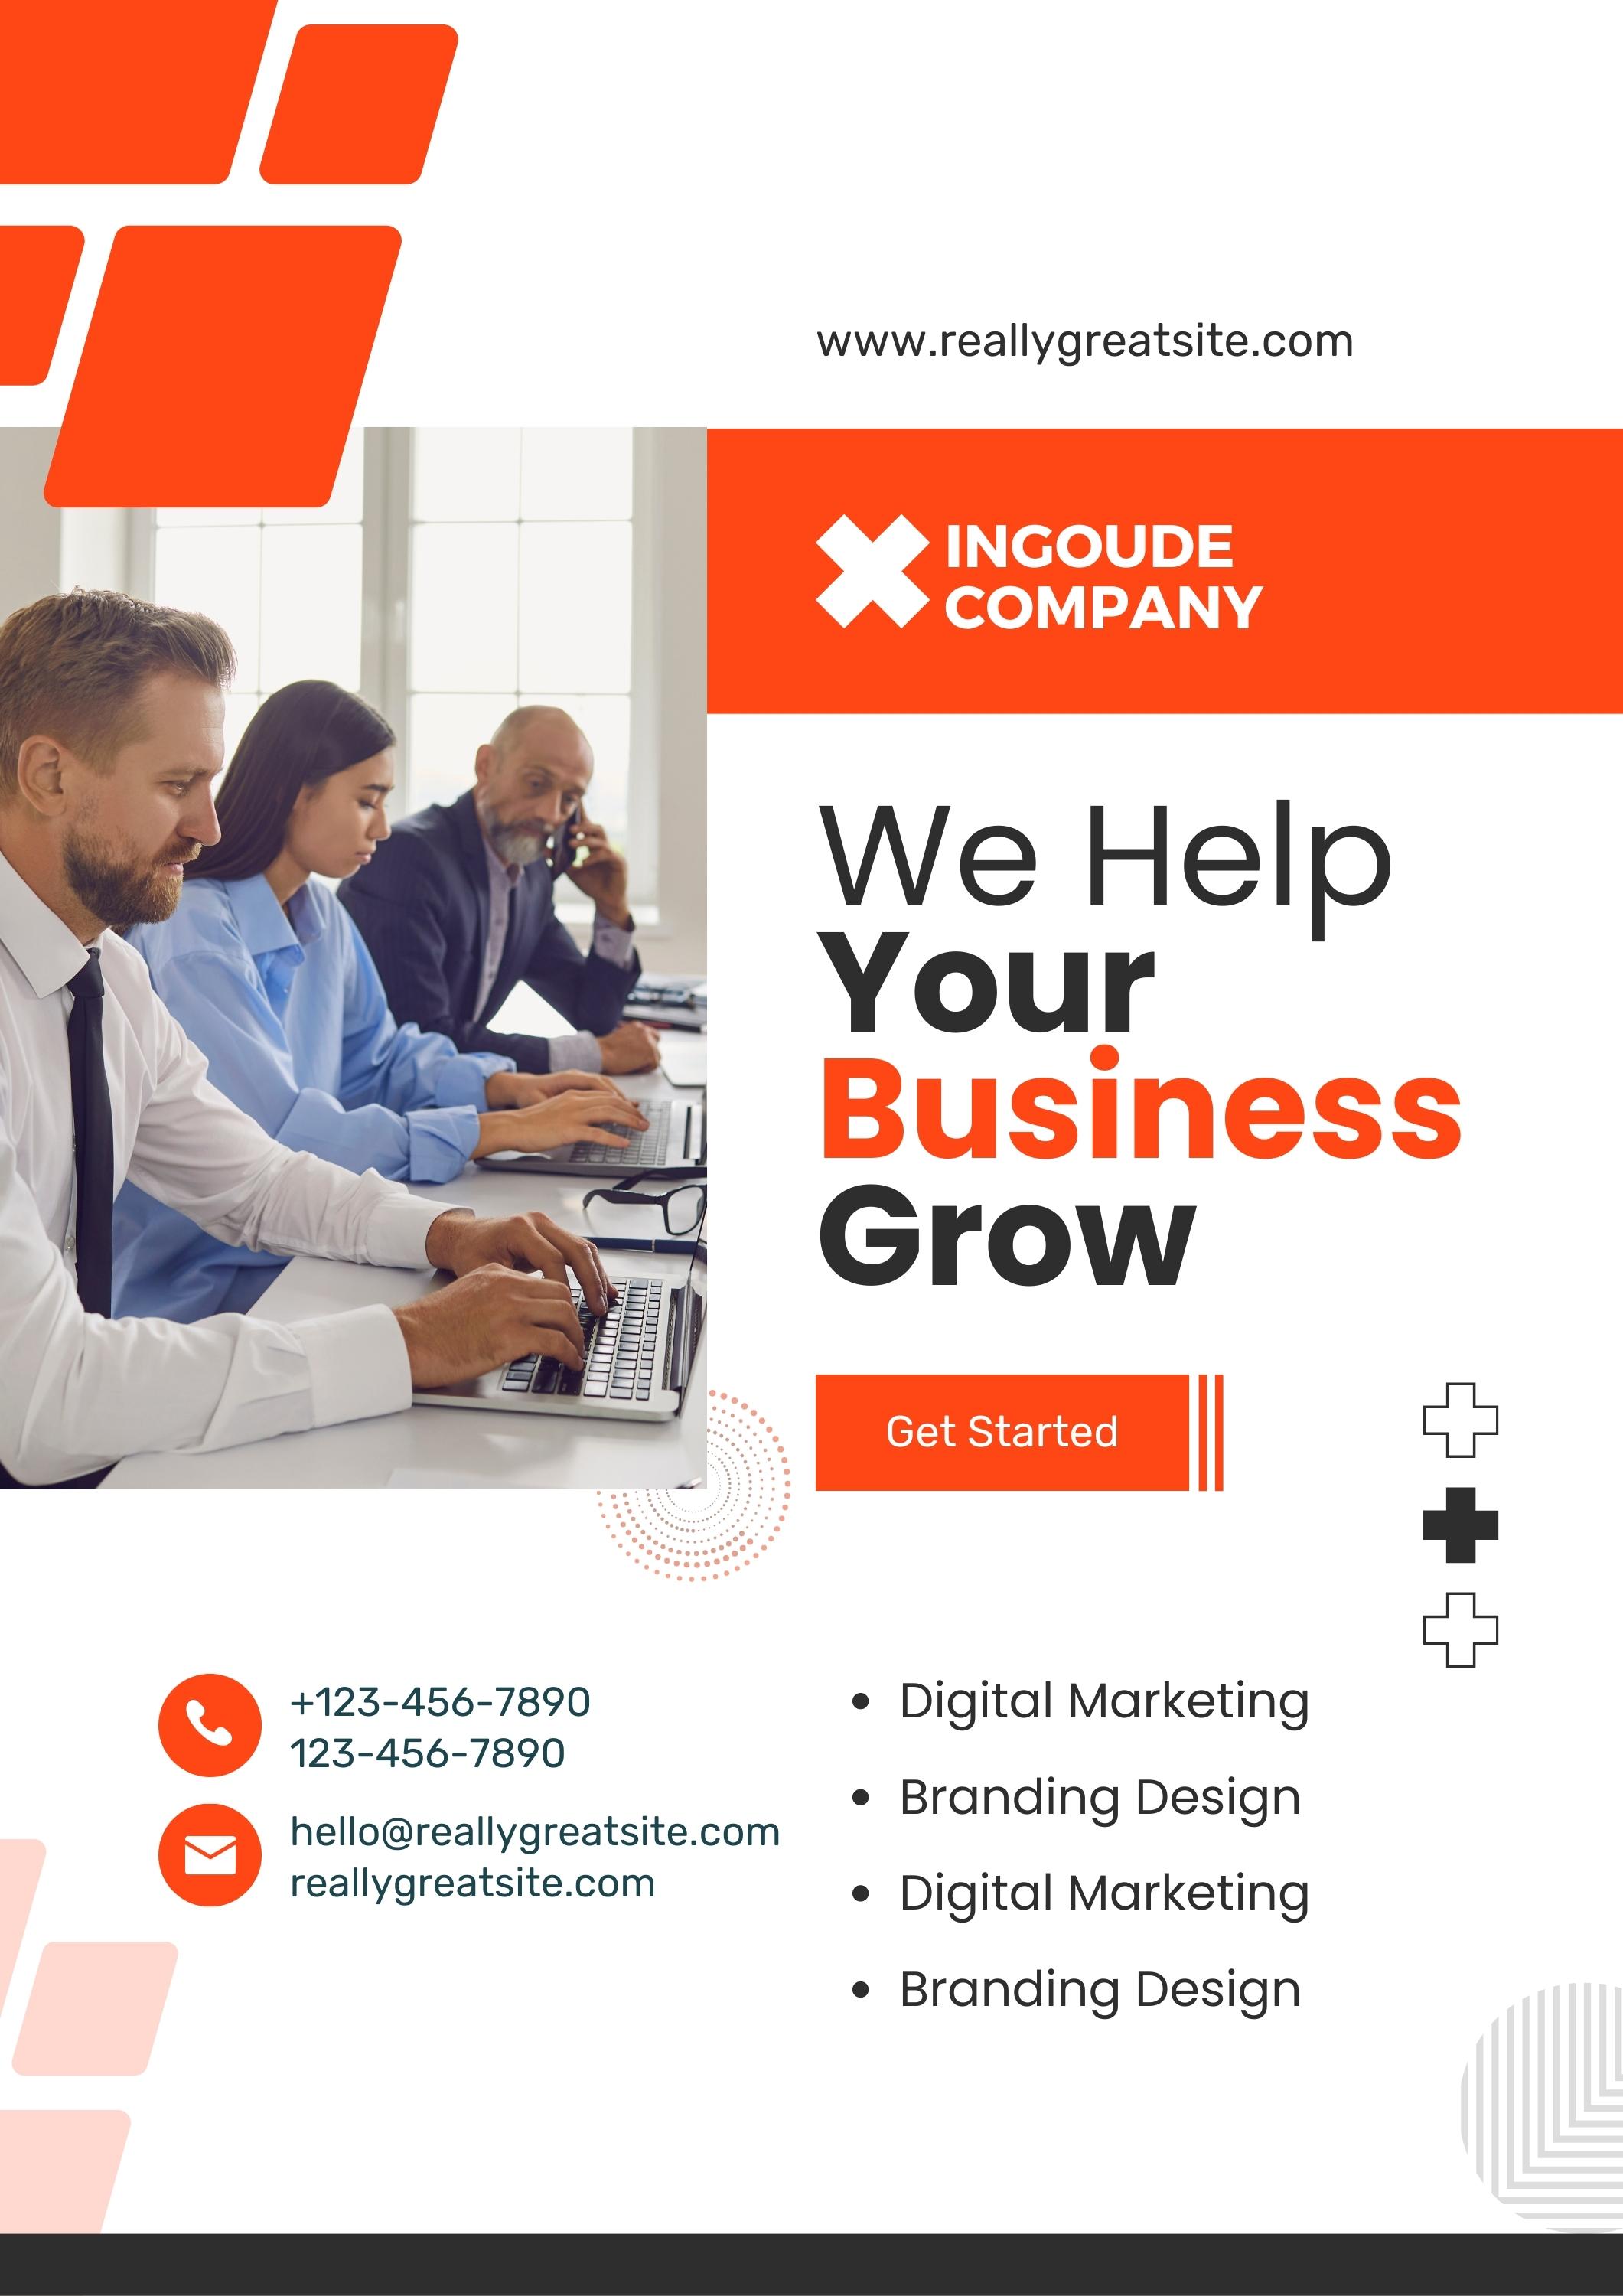 www.reallygreatsite.com
INGOUDE
COMPANY
We Help
Your
Business
Grow
Get Started
+123-456-7890
123-456-7890
hello@reallygreatsite.com
reallygreatsite.com
Digital Marketing
Branding Design
Digital Marketing
Branding Design